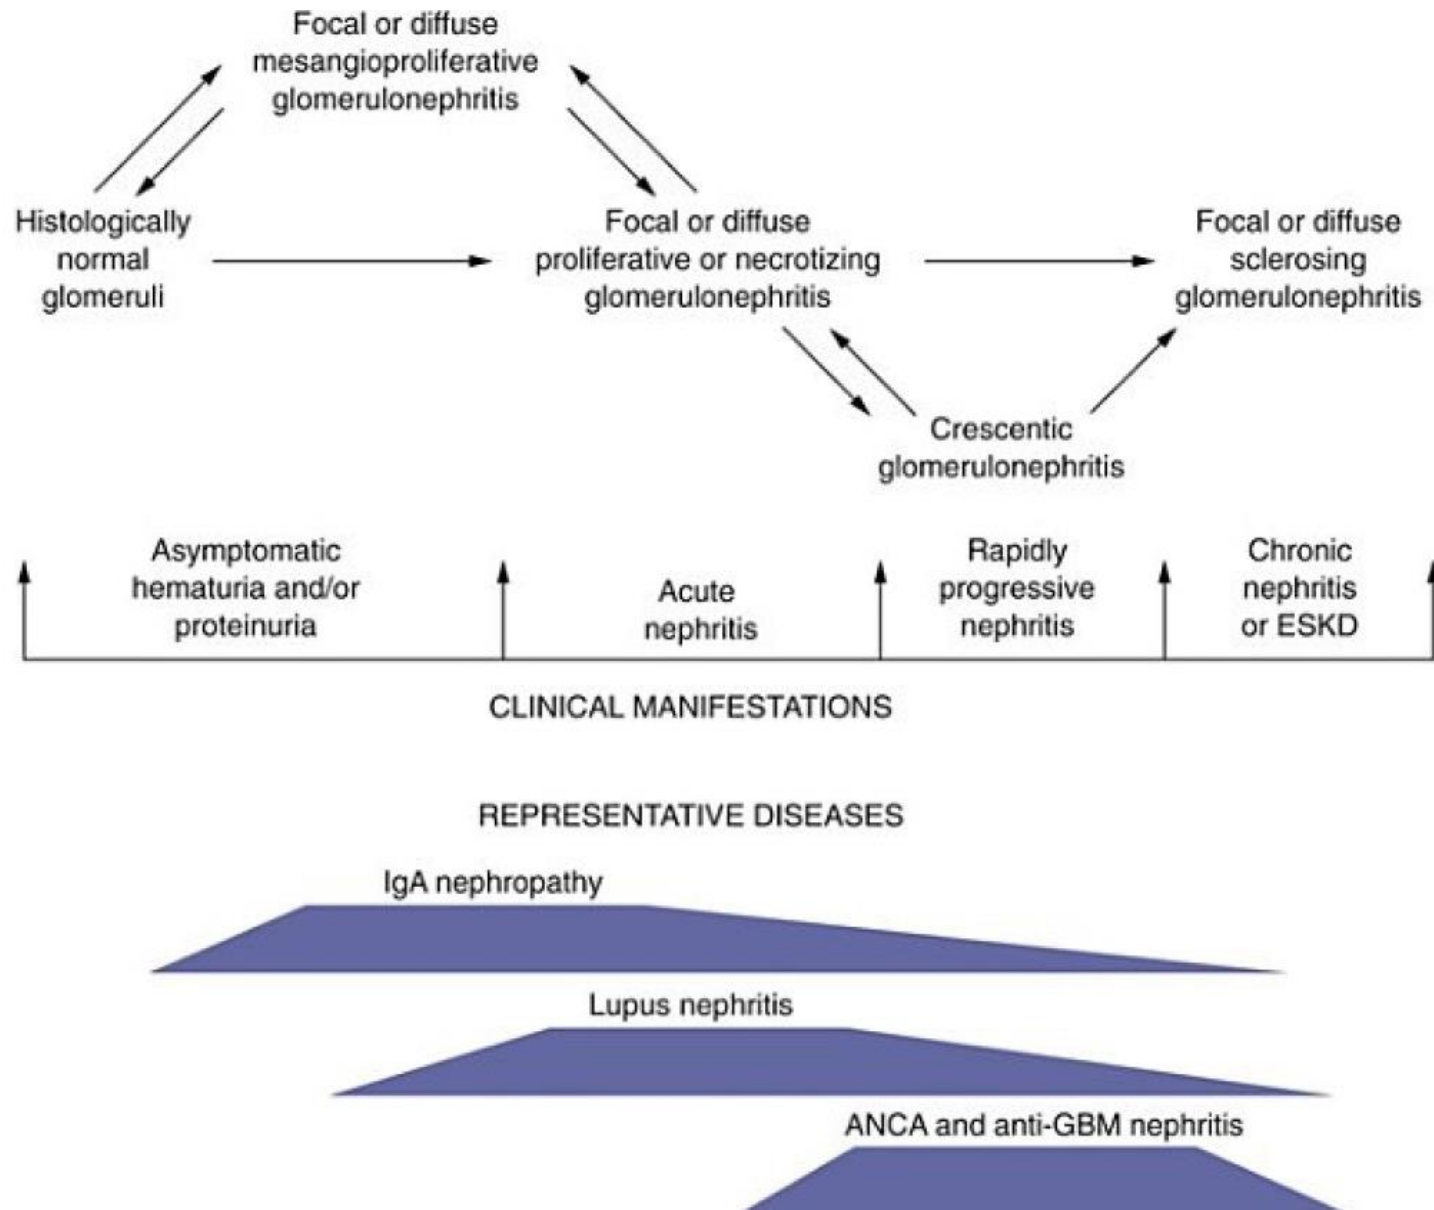 Focal or diffuse
mesangioproliferative
glomerulonephritis
Histologically
normal
glomeruli
Focal or diffuse
proliferative or necrotizing
glomerulonephritis
Focal or diffuse
sclerosing
glomerulonephritis
Crescentic
glomerulonephritis
Asymptomatic
hematuria and/or
proteinuria
Acute
nephritis
Rapidly
progressive
nephritis
Chronic
nephritis
or ESKD
CLINICAL MANIFESTATIONS
REPRESENTATIVE DISEASES
IgA nephropathy
Lupus nephritis
ANCA and anti-GBM nephritis